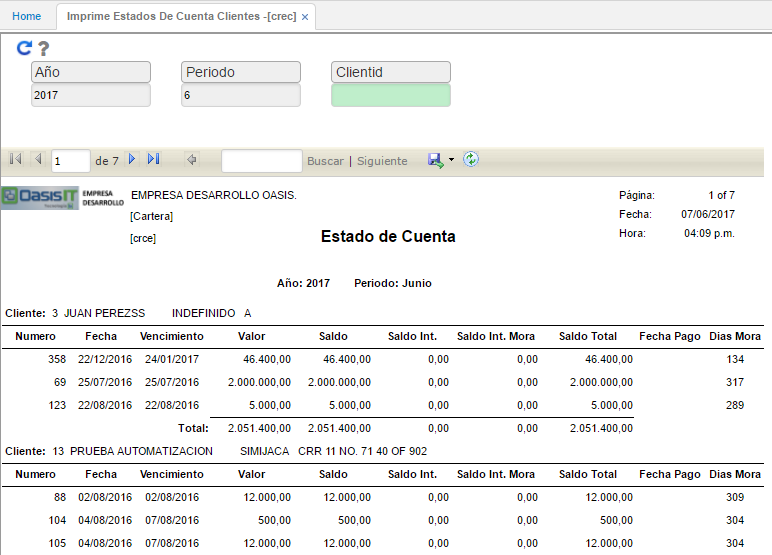 Home Imprime Estados De Cuenta Clientes -[crec] ×
?
Año Periodo Clientid
2017 6
1 de 7 Buscar | Siguiente
OasisIT EMPRESA DESARROLLO EMPRESA DESARROLLO OASIS. Página: 1 of 7
[Cartera] Fecha: 07/06/2017
[crce] Estado de Cuenta Hora: 04:09 p.m.
Año: 2017 Periodo: Junio
Cliente: 3 JUAN PEREZSS INDEFINIDO A
Numero Fecha Vencimiento Valor Saldo Saldo Int. Saldo Int. Mora Saldo Total Fecha Pago Dias Mora
358 22/12/2016 24/01/2017 46.400,00 46.400,00 0,00 0,00 46.400,00 134
69 25/07/2016 25/07/2016 2.000.000,00 2.000.000,00 0,00 0,00 2.000.000,00 317
123 22/08/2016 22/08/2016 5.000,00 5.000,00 0,00 0,00 5.000,00 289
Total: 2.051.400,00 2.051.400,00 0,00 0,00 2.051.400,00
Cliente: 13 PRUEBA AUTOMATIZACION SIMIJACA CRR 11 NO. 71 40 OF 902
Numero Fecha Vencimiento Valor Saldo Saldo Int. Saldo Int. Mora Saldo Total Fecha Pago Dias Mora
88 02/08/2016 02/08/2016 12.000,00 12.000,00 0,00 0,00 12.000,00 309
104 04/08/2016 07/08/2016 500,00 500,00 0,00 0,00 500,00 304
105 04/08/2016 07/08/2016 12.000,00 12.000,00 0,00 0,00 12.000,00 304